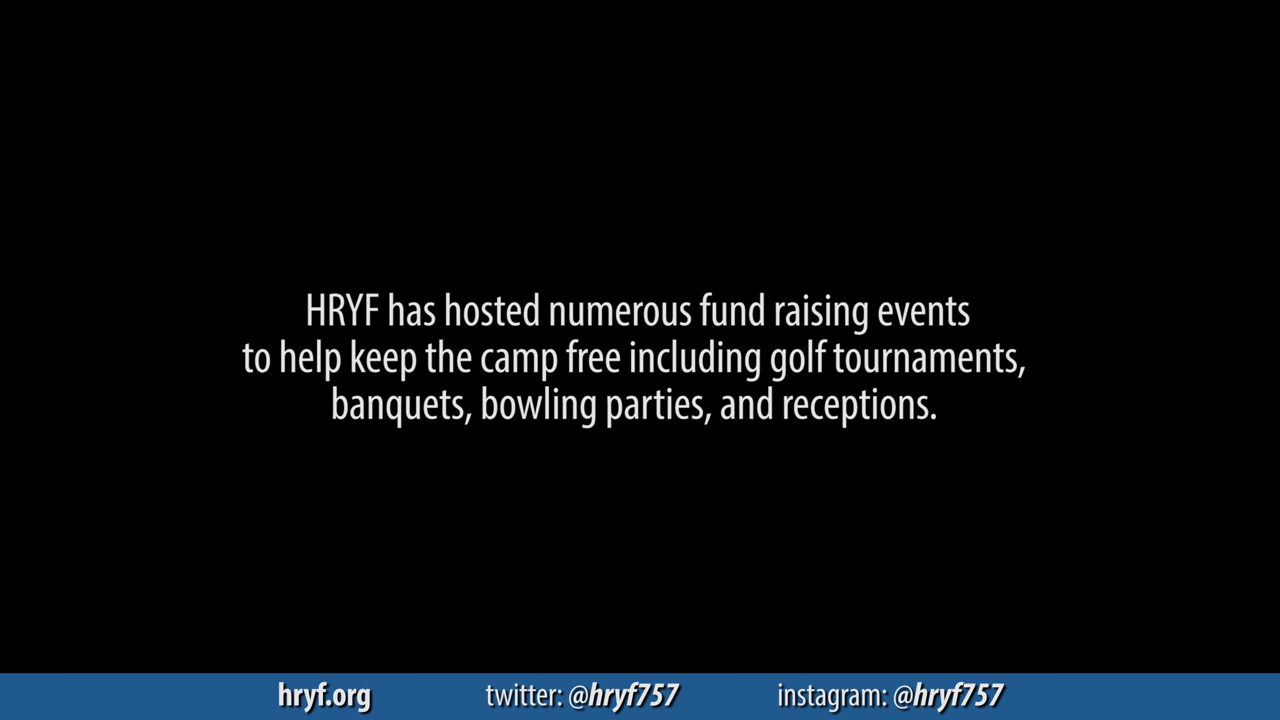 HRYF has hosted numerous fund raising events
to help keep the camp free including golf tournaments,
banquets, bowling parties, and receptions.
hryf.org twitter: @hryf757 instagram: @hryf757